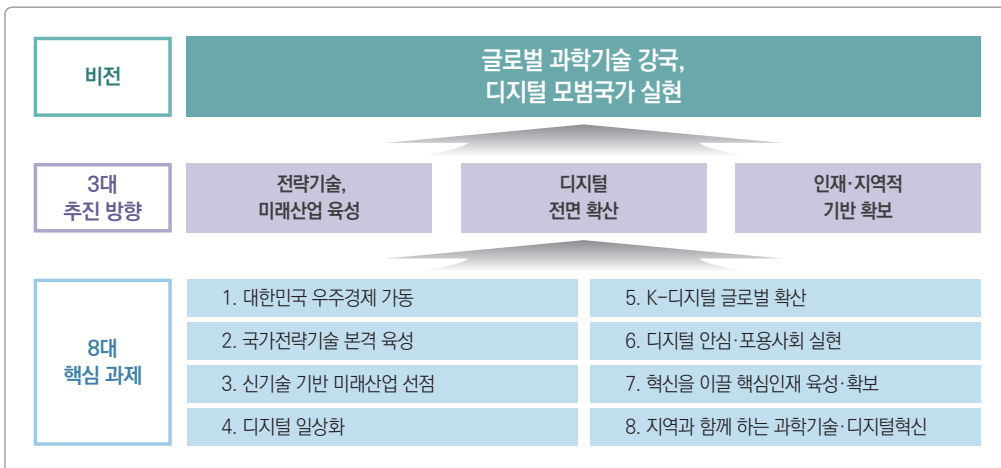 비전
글로벌 과학기술 강국,
디지털 모범국가 실현
3대
추진 방향
전략기술,
미래산업 육성
디지털
전면 확산
인재·지역적
기반 확보
8대
핵심 과제
1. 대한민국 우주경제 가동
2. 국가전략기술 본격 육성
3. 신기술 기반 미래산업 선점
4. 디지털 일상화
5. K-디지털 글로벌 확산
6. 디지털 안심·포용사회 실현
7. 혁신을 이끌 핵심인재 육성·확보
8. 지역과 함께 하는 과학기술·디지털혁신